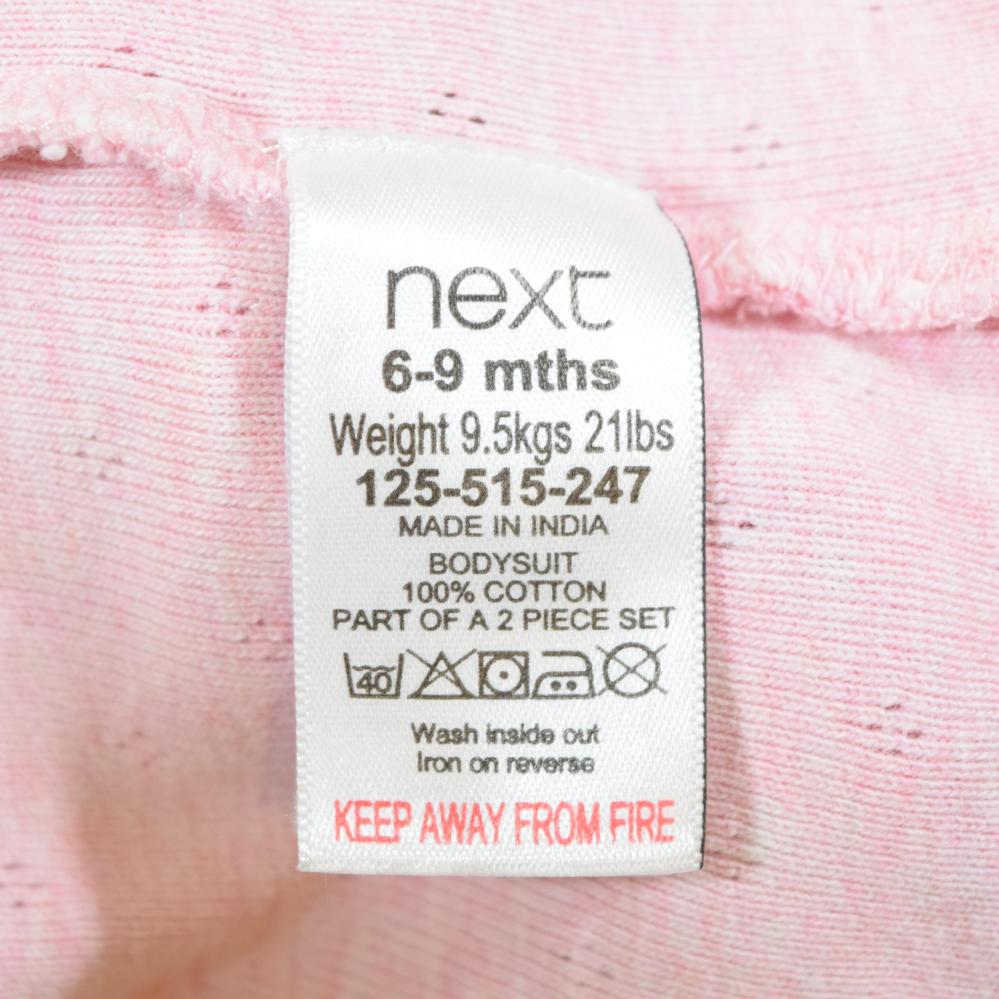 next
6-9 mths
Weight 9.5kgs 21lbs
125-515-247
MADE IN INDIA
BODYSUIT
100% COTTON
PART OF A 2 PIECE SET
40
Wash inside out
Iron on reverse
KEEP AWAY FROM FIRE